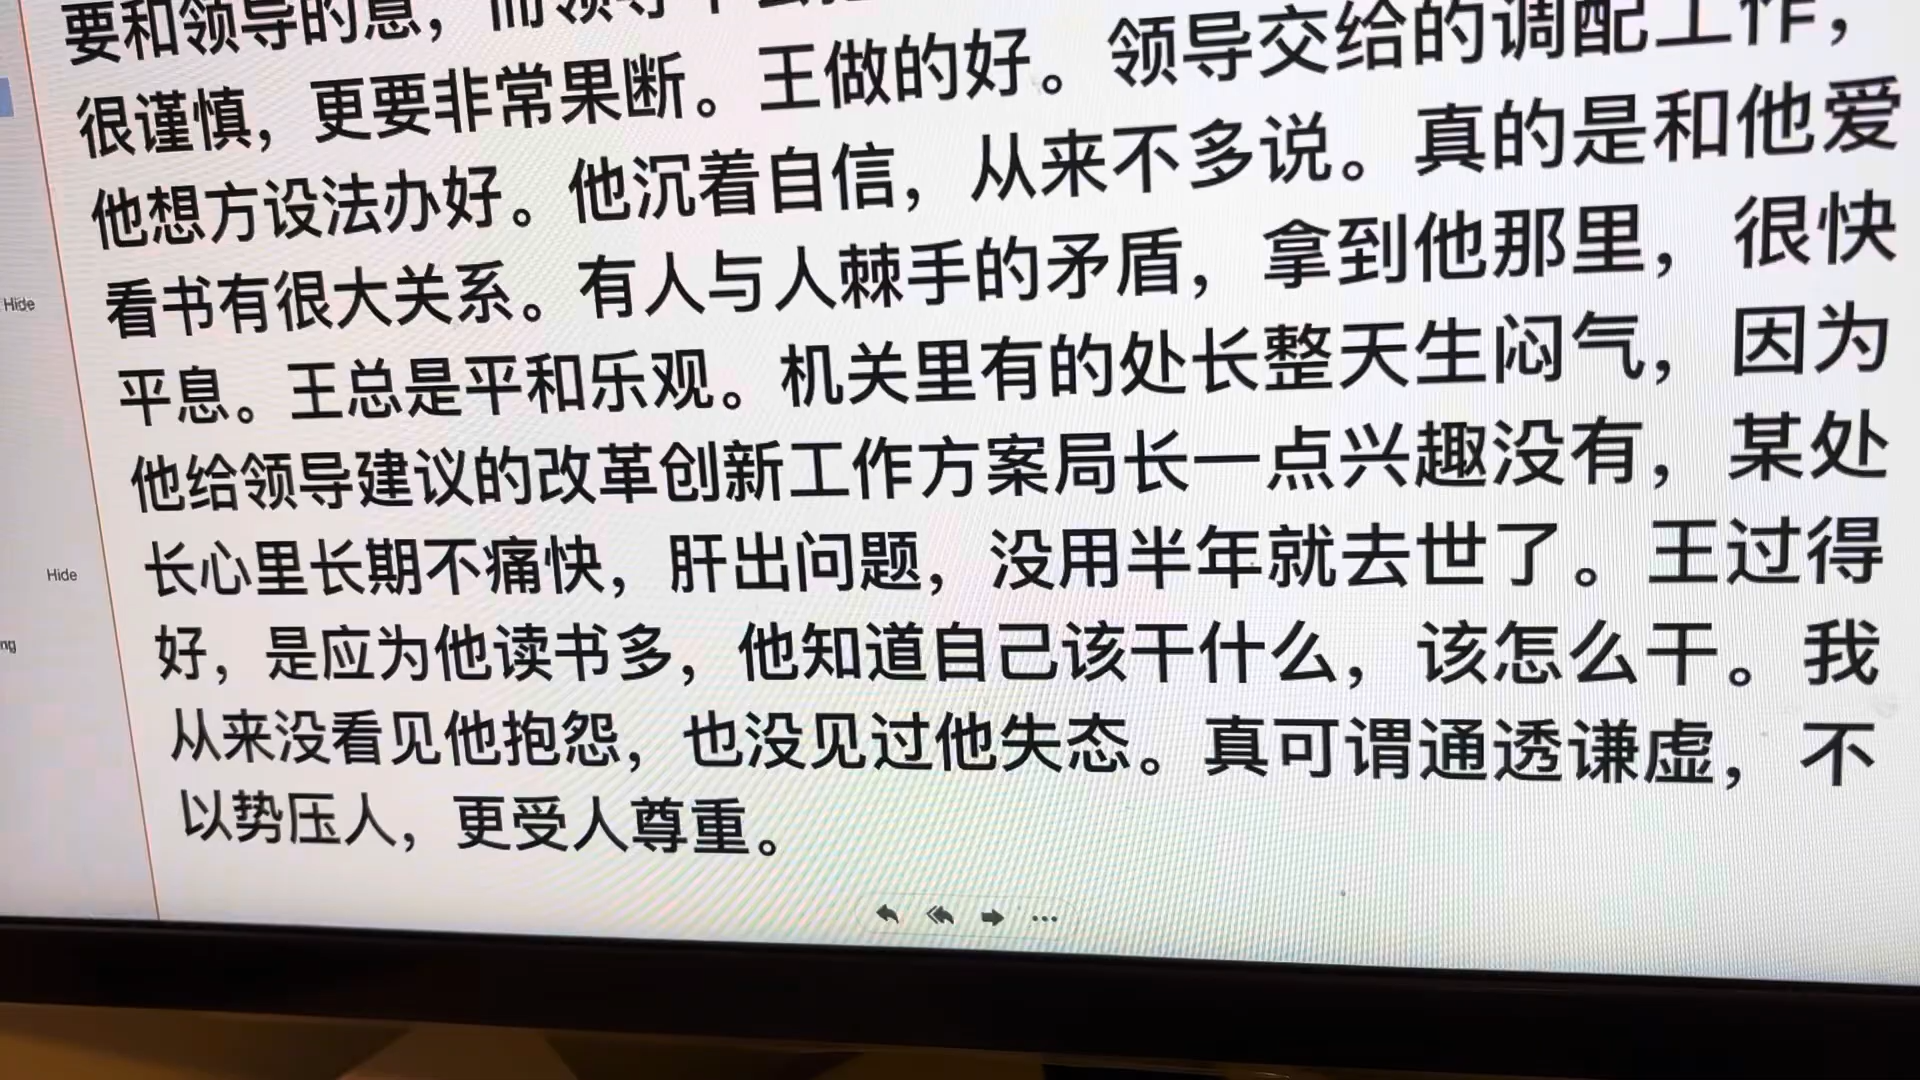 要和领导的意，而领导
很谨慎，更要非常果断。王做的好。领导交给的调配工作，
他想方设法办好。他沉着自信，从来不多说。真的是和他爱
看书有很大关系。有人与人棘手的矛盾，拿到他那里，很快
平息。王总是平和乐观。机关里有的处长整天生闷气，因为
他给领导建议的改革创新工作方案局长一点兴趣没有，某处
长心里长期不痛快，肝出问题，没用半年就去世了。王过得
好，是应为他读书多，他知道自己该干什么，该怎么干。我
从来没看见他抱怨，也没见过他失态。真可谓通透谦虚，不
以势压人，更受人尊重。
Hide
Hide
ng